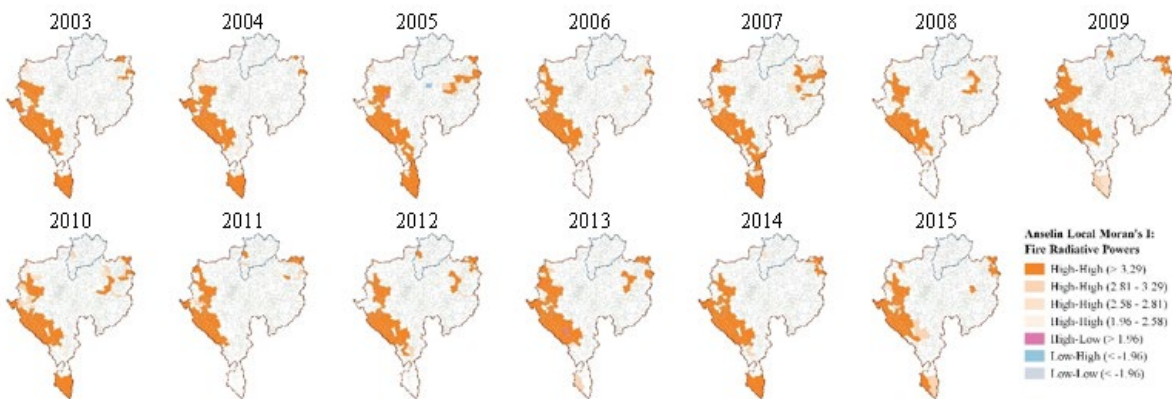 2003 2004 2005 2006 2007 2008 2009
2010 2011 2012 2013 2014 2015
Anselin Local Moran's I:
Fire Radiative Powers
High-High (> 3.29)
High-High (2.81 - 3.29)
High-High (2.58 - 2.81)
High-High (1.96 - 2.58)
High-Low (> 1.96)
Low-High (< -1.96)
Low-Low (< -1.96)